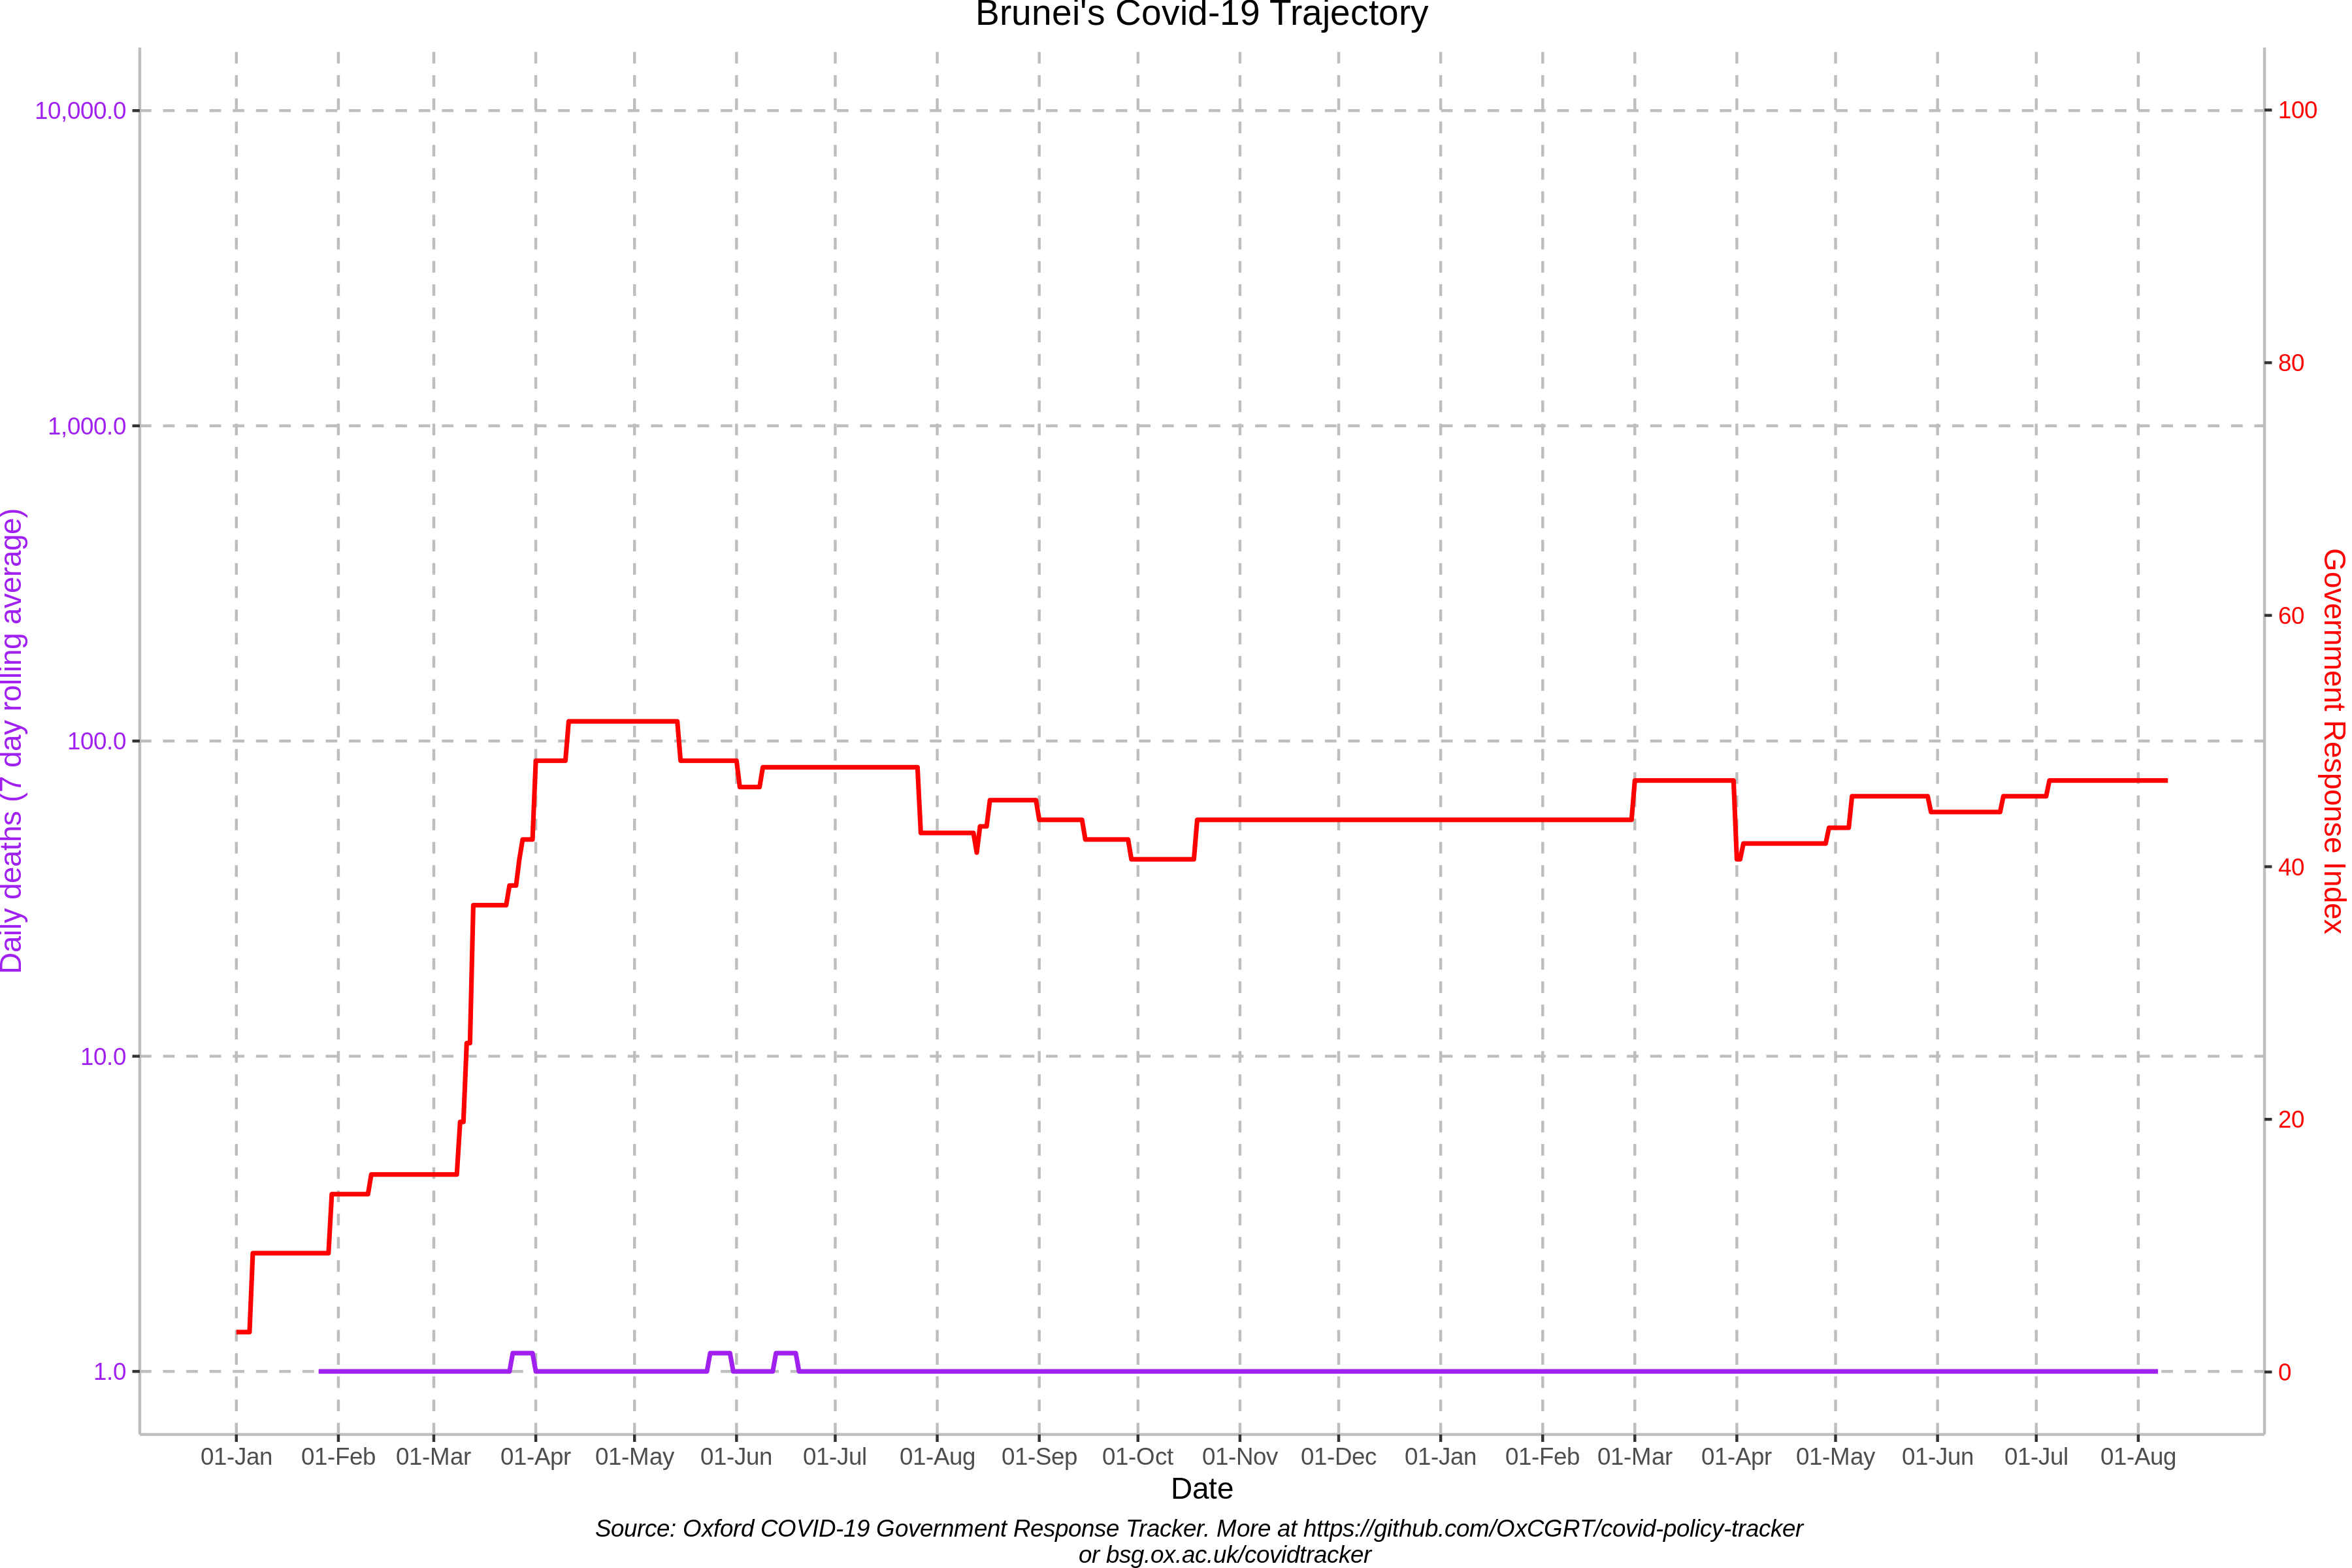 Brunei's Covid-19 Trajectory
10,000.0
1,000.0
100.0
10.0
1.0
Daily deaths (7 day rolling average)
100
80
60
40
20
0
Government Response Index
01-Jan 01-Feb 01-Mar 01-Apr 01-May 01-Jun 01-Jul 01-Aug 01-Sep 01-Oct 01-Nov 01-Dec 01-Jan 01-Feb 01-Mar 01-Apr 01-May 01-Jun 01-Jul 01-Aug
Date
Source: Oxford COVID-19 Government Response Tracker. More at https://github.com/OxCGRT/covid-policy-tracker
or bsg.ox.ac.uk/covidtracker